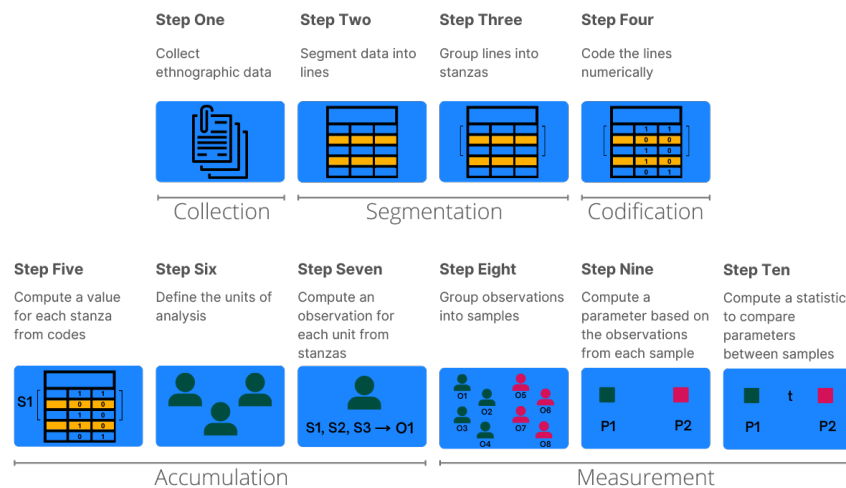 Step One
Step Two
Step Three
Step Four
Collect
ethnographic data
Segment data into
lines
Group lines into
stanzas
Code the lines
numerically
1 1
0 0
1 0
1 0
0 1
Collection
Segmentation
Codification
Step Five
Step Six
Step Seven
Step Eight
Step Nine
Step Ten
Compute a value
for each stanza
from codes
Define the units of
analysis
Compute an
observation for
each unit from
stanzas
Group observations
into samples
Compute a
parameter based on
the observations
from each sample
Compute a statistic
to compare
parameters
between samples
S1
1 1
0 0
1 0
1 0
0 1
S1, S2, S3 → O1
O1
O2
O3
O4
O5
O6
O7
O8
P1
P2
P1
t
P2
Accumulation
Measurement